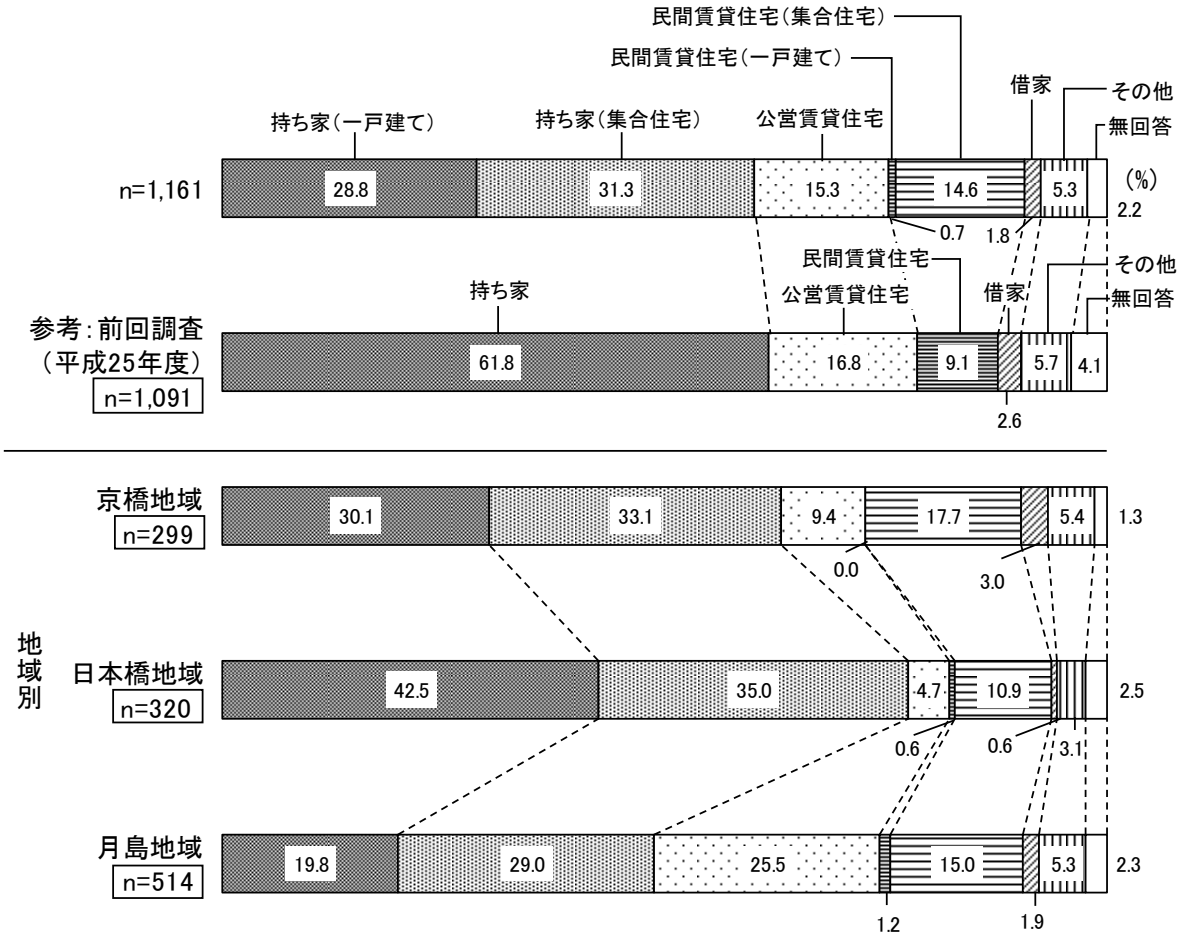 民間賃貸住宅(集合住宅)
民間賃貸住宅(一戸建て)
借家
その他
持ち家(一戸建て)
持ち家(集合住宅)
公営賃貸住宅
無回答
n=1,161
28.8
31.3
15.3
14.6
5.3
(%)
2.2
0.7
1.8
民間賃貸住宅
その他
持ち家
公営賃貸住宅
借家
無回答
参考:前回調査
(平成25年度)
n=1,091
61.8
16.8
9.1
5.7
4.1
2.6
京橋地域
n=299
30.1
33.1
9.4
17.7
5.4
1.3
0.0
3.0
地域別
日本橋地域
n=320
42.5
35.0
4.7
10.9
2.5
0.6
0.6
3.1
月島地域
n=514
19.8
29.0
25.5
15.0
5.3
2.3
1.2
1.9